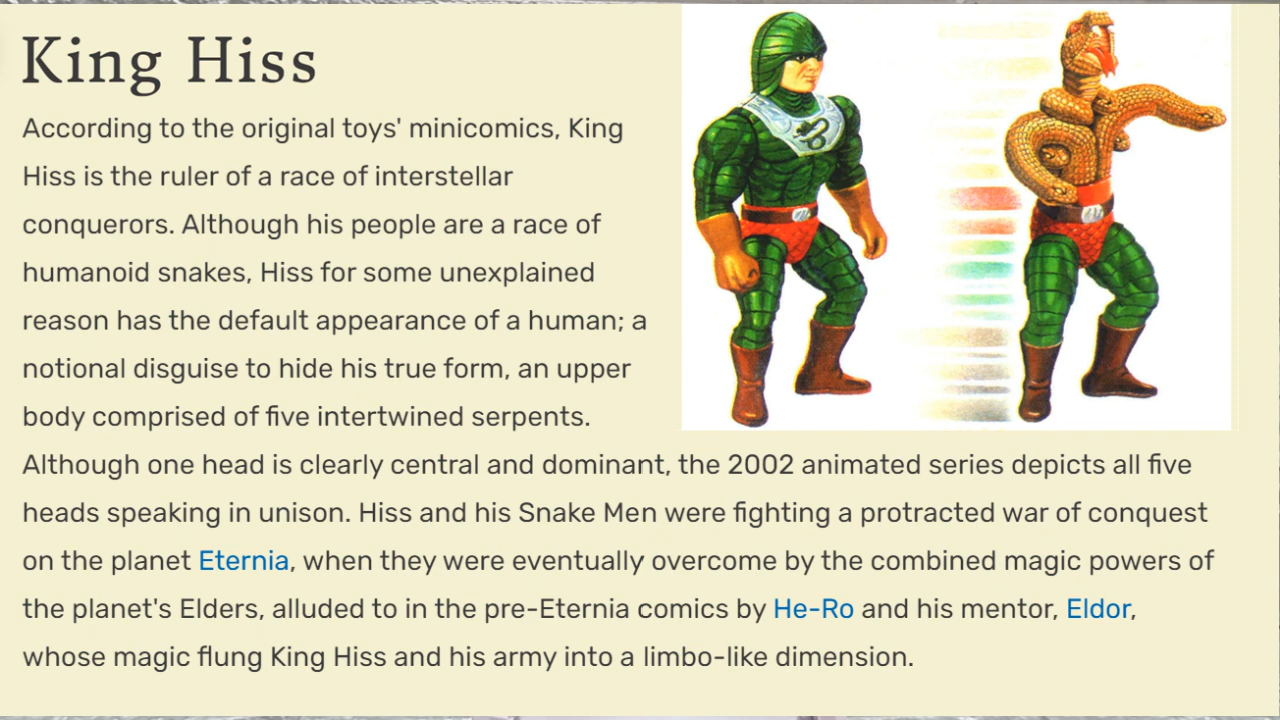 King Hiss
According to the original toys' minicomics, King
Hiss is the ruler of a race of interstellar
conquerors. Although his people are a race of
humanoid snakes, Hiss for some unexplained
reason has the default appearance of a human; a
notional disguise to hide his true form, an upper
body comprised of five intertwined serpents.
Although one head is clearly central and dominant, the 2002 animated series depicts all five
heads speaking in unison. Hiss and his Snake Men were fighting a protracted war of conquest
on the planet Eternia, when they were eventually overcome by the combined magic powers of
the planet's Elders, alluded to in the pre-Eternia comics by He-Ro and his mentor, Eldor,
whose magic flung King Hiss and his army into a limbo-like dimension.